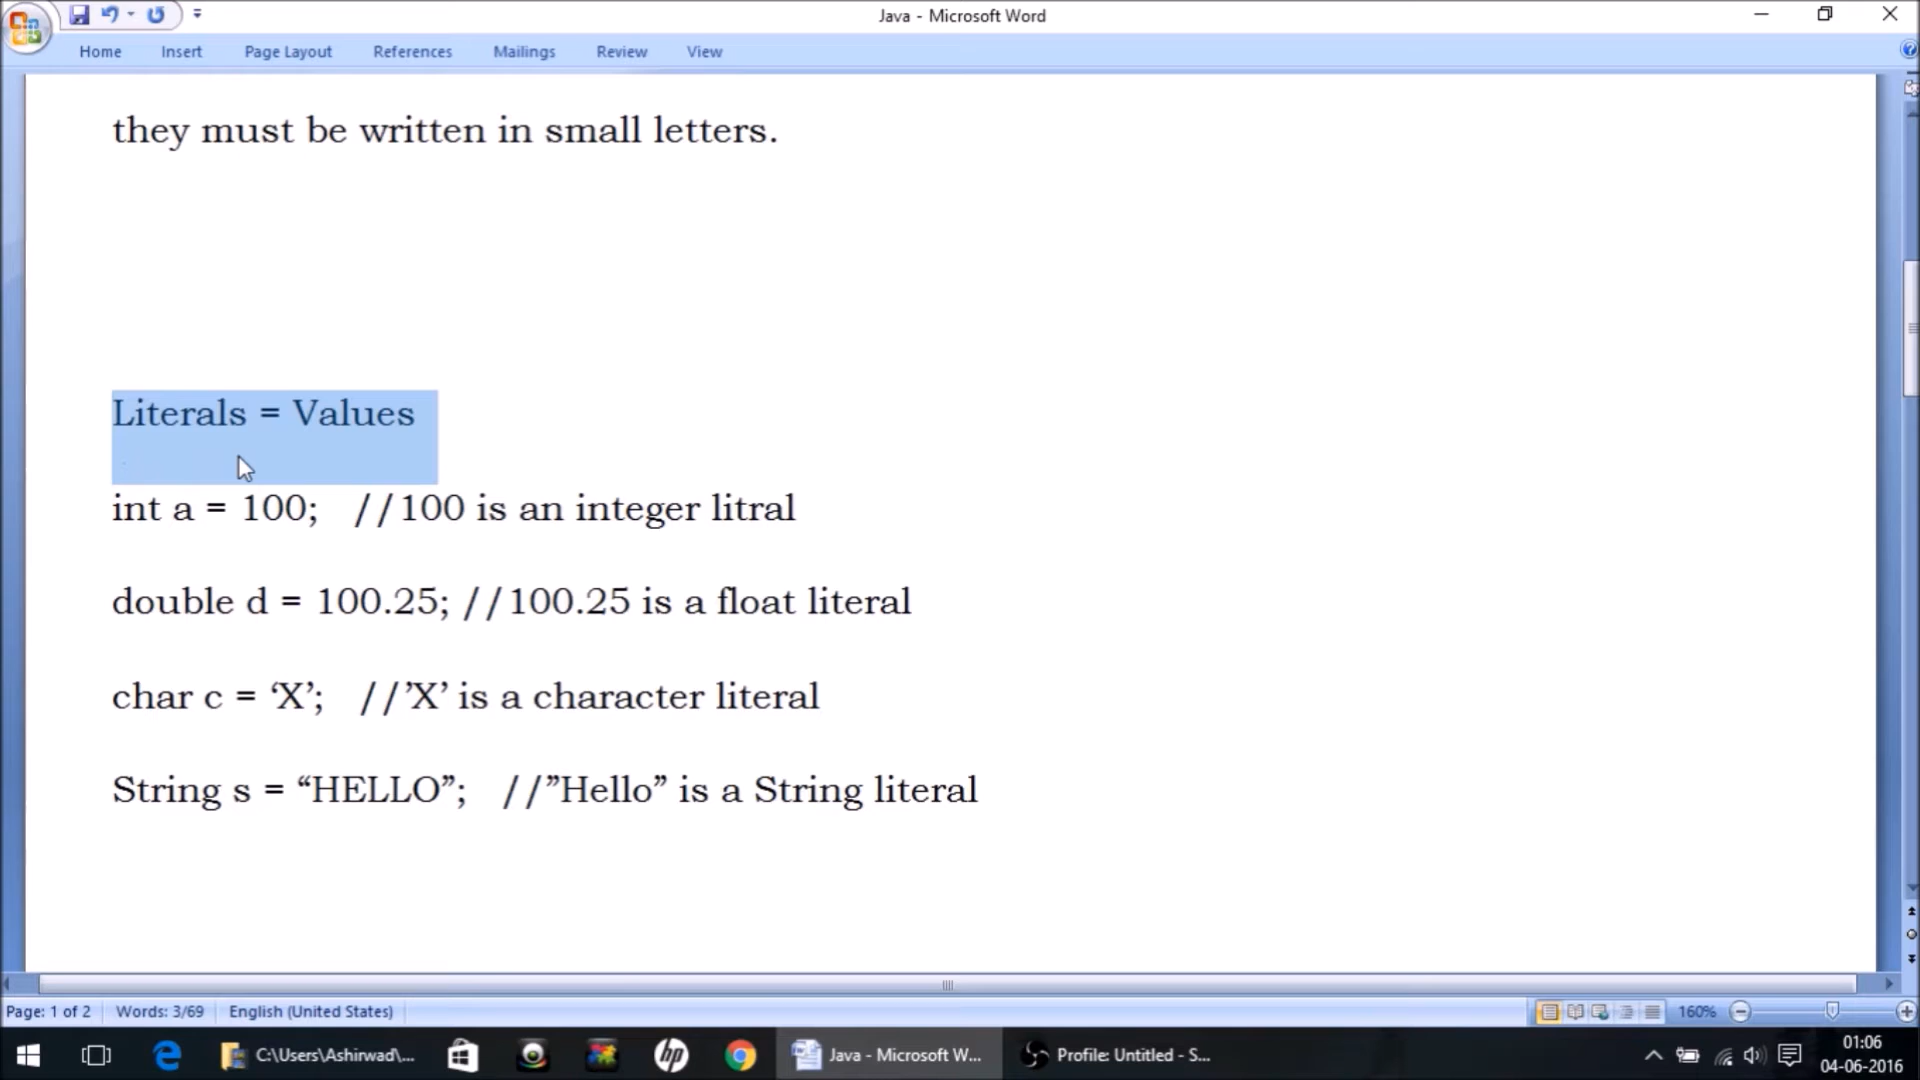 Java - Microsoft Word
Home Insert Page Layout References Mailings Review View
they must be written in small letters.
Literals = Values
int a = 100; //100 is an integer litral
double d = 100.25; //100.25 is a float literal
char c = ‘X’; //’X’ is a character literal
String s = “HELLO”; //”Hello” is a String literal
Page: 1 of 2 Words: 3/69 English (United States) 160%
C:\Users\Ashirwad\... hp Java - Microsoft W... Profile: Untitled - S... 01:06
04-06-2016